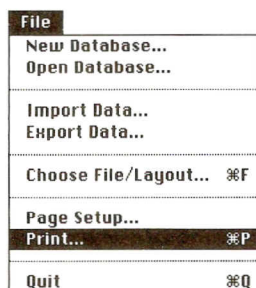 File
New Database...
Open Database...
Import Data...
Export Data...
Choose File/Layout... ⌘F
Page Setup...
Print... ⌘P
Quit ⌘Q